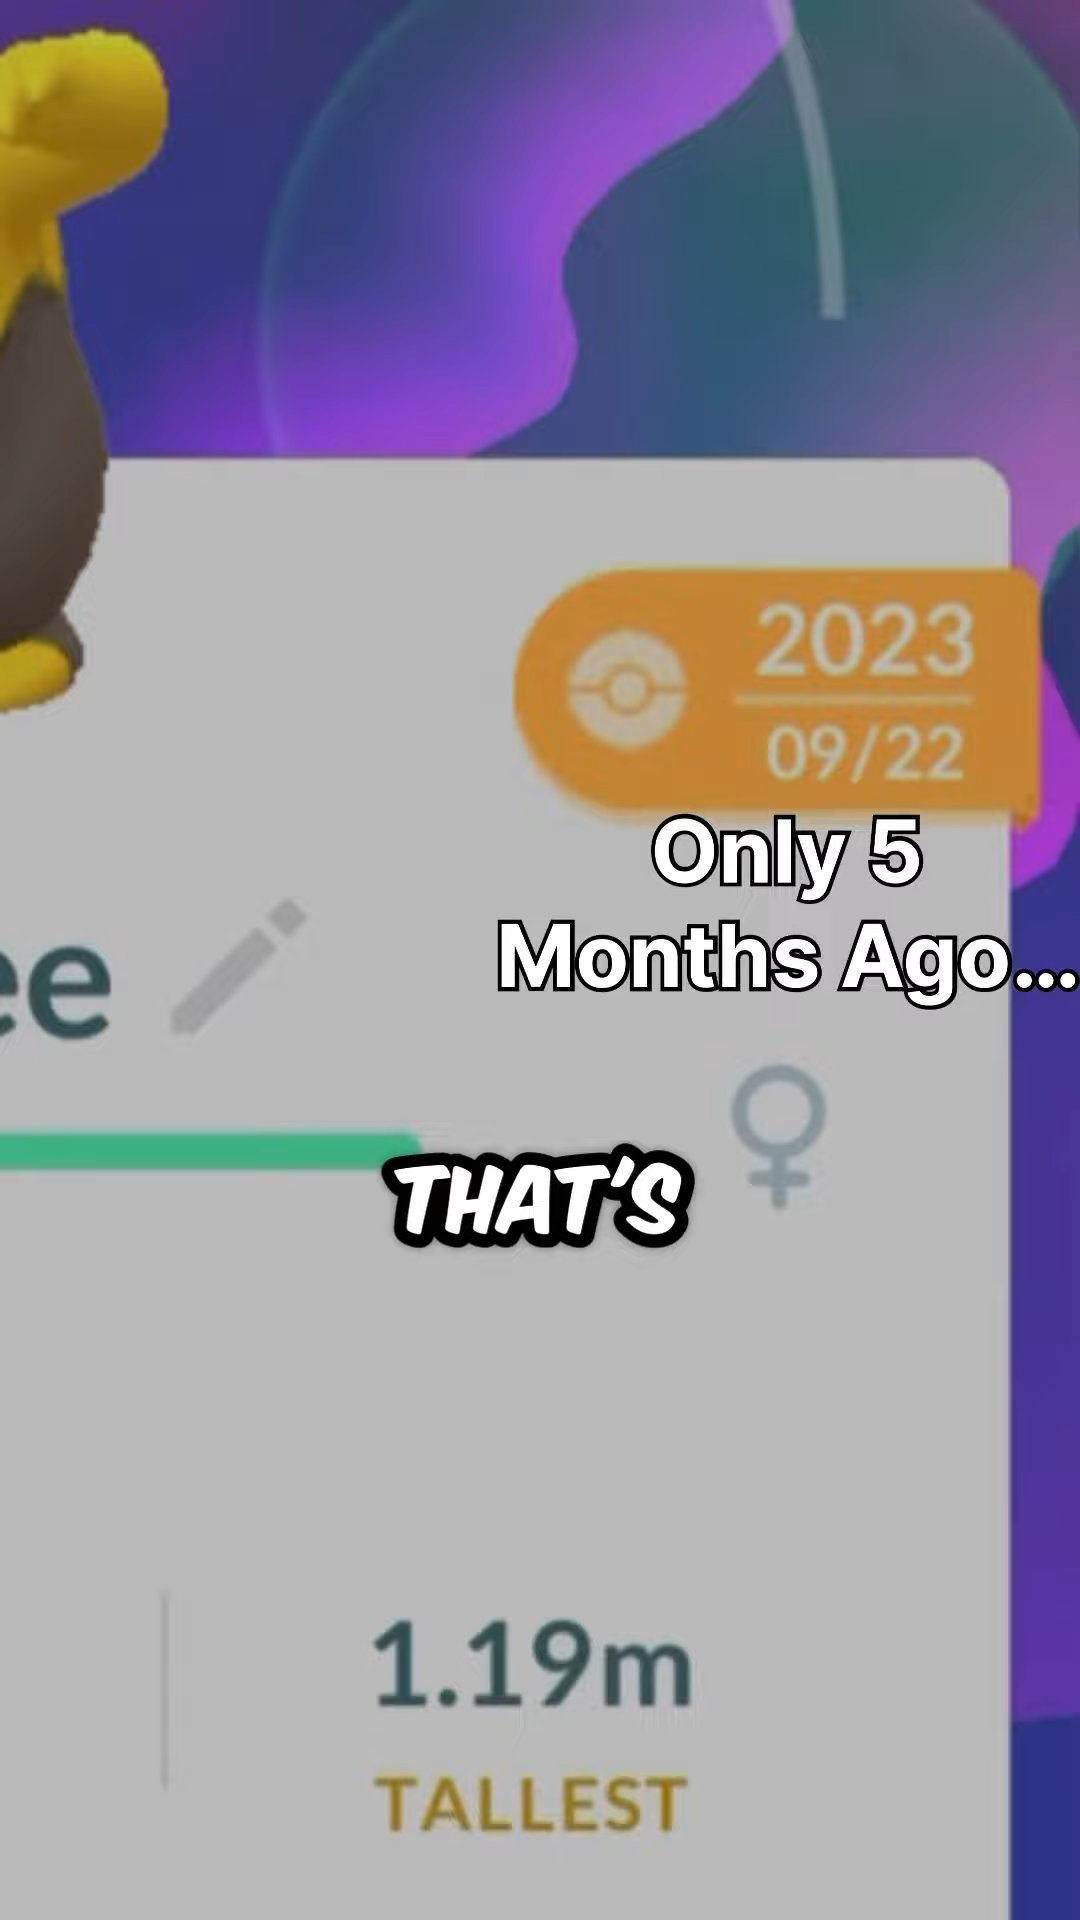 2023
09/22
Only 5
Months Ago...
ee
THAT'S
1.19m
TALLEST